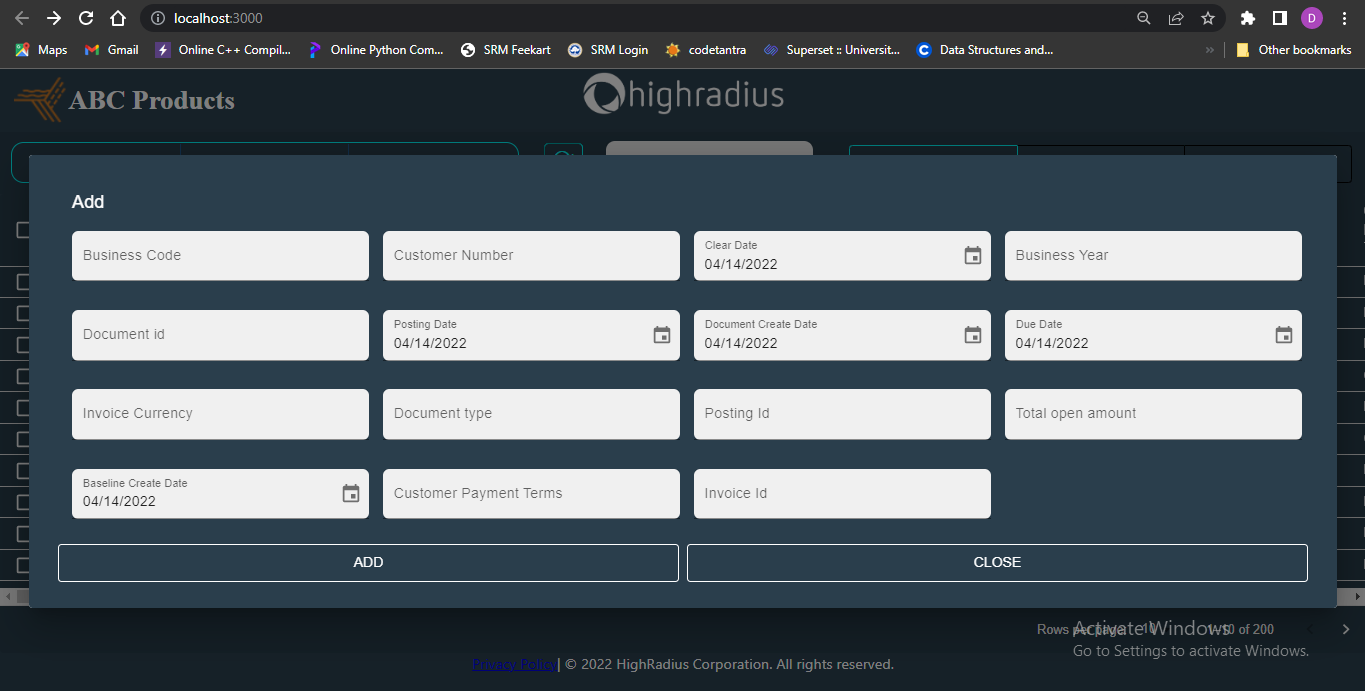 localhost:3000
D
Maps Gmail Online C++ Compil... Online Python Com... SRM Feekart SRM Login codetantra Superset :: Universit... C Data Structures and... » Other bookmarks
ABC Products
highradius
Add
Business Code Customer Number Clear Date Business Year
04/14/2022
Document id Posting Date Document Create Date Due Date
04/14/2022 04/14/2022 04/14/2022
Invoice Currency Document type Posting Id Total open amount
Baseline Create Date Customer Payment Terms Invoice Id
04/14/2022
ADD CLOSE
Rows per page: 10 1-10 of 200
Activate Windows
Go to Settings to activate Windows.
Privacy Policy| © 2022 HighRadius Corporation. All rights reserved.